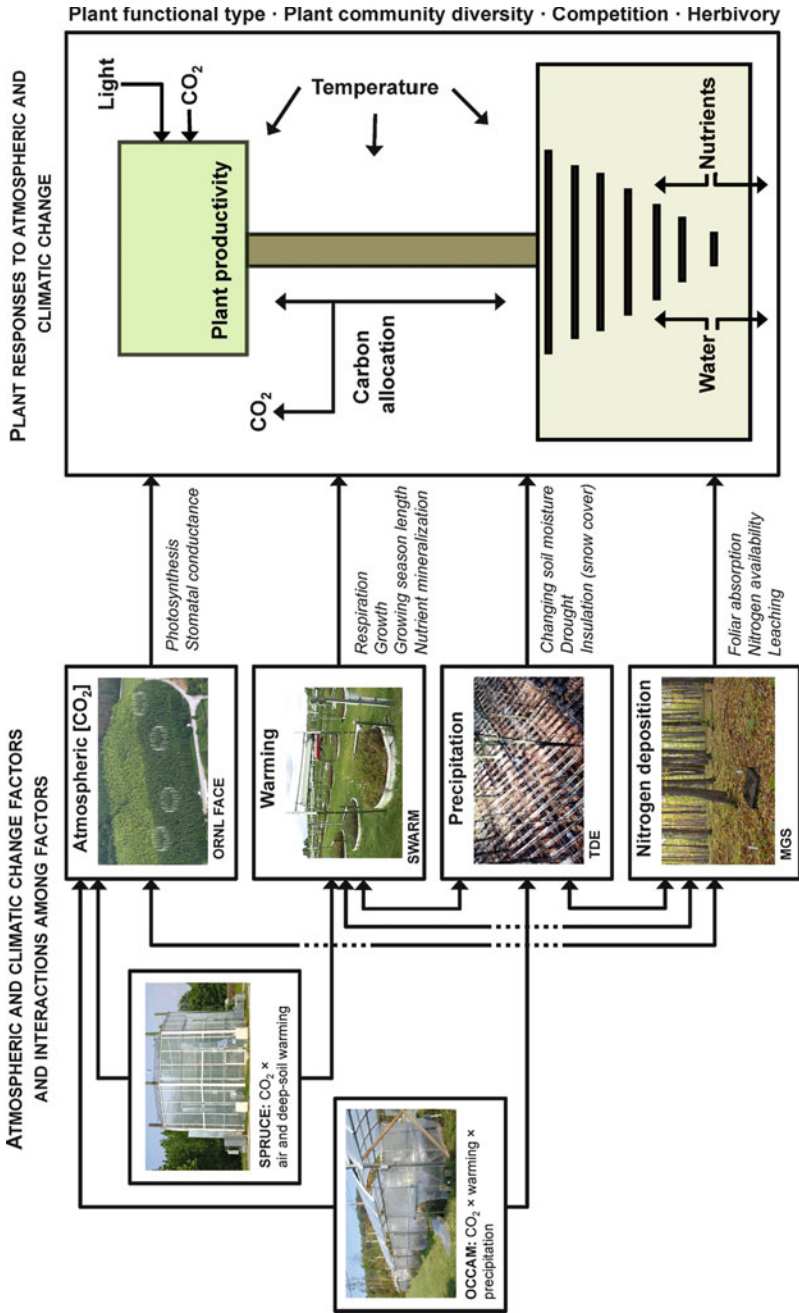 ATMOSPHERIC AND CLIMATIC CHANGE FACTORS
AND INTERACTIONS AMONG FACTORS
SPRUCE: CO₂ ×
air and deep-soil warming
OCCAM: CO₂ × warming ×
precipitation
Atmospheric [CO₂]
ORNL FACE
Warming
SWARM
Precipitation
TDE
Nitrogen deposition
MGS
Photosynthesis
Stomatal conductance
Respiration
Growth
Growing season length
Nutrient mineralization
Changing soil moisture
Drought
Insulation (snow cover)
Foliar absorption
Nitrogen availability
Leaching
PLANT RESPONSES TO ATMOSPHERIC AND
CLIMATIC CHANGE
Plant productivity
Light
CO₂
CO₂
Carbon
allocation
Temperature
Water
Nutrients
Plant functional type · Plant community diversity · Competition · Herbivory